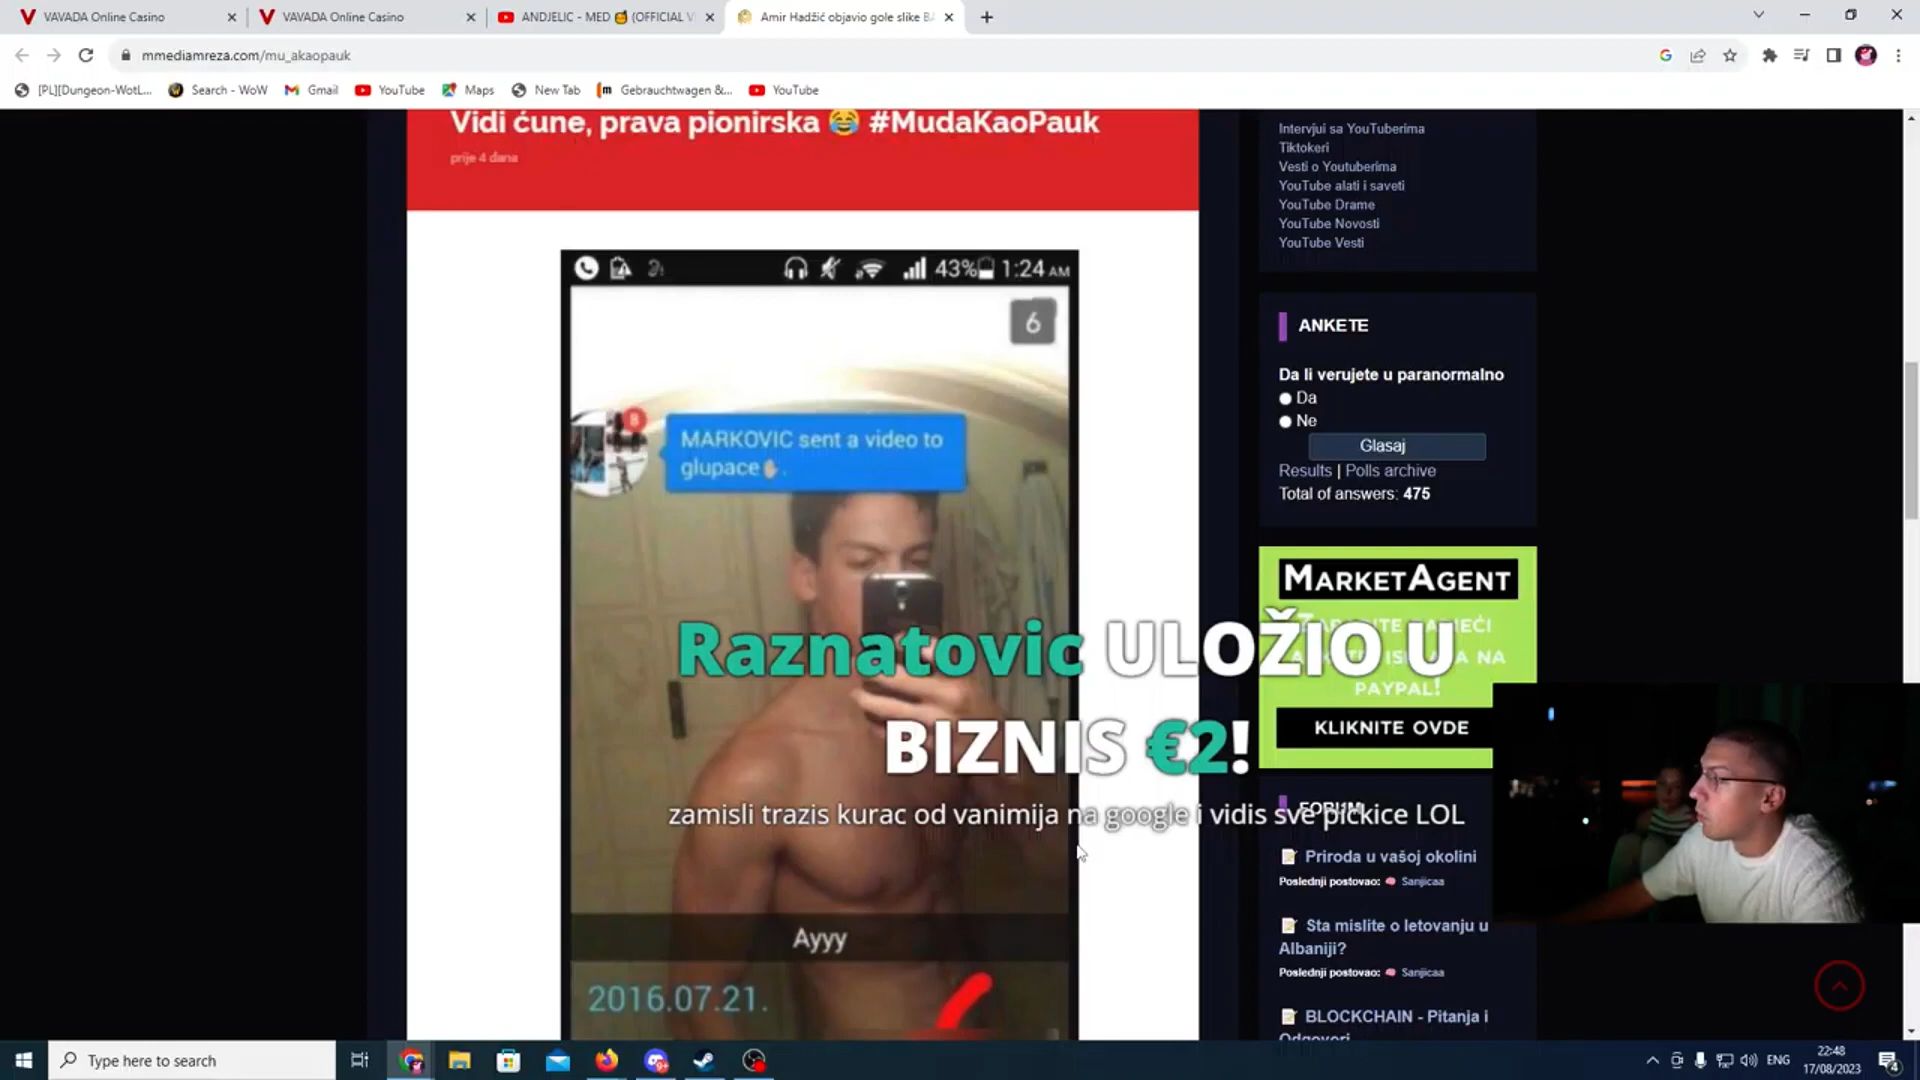 VAVADA Online Casino
VAVADA Online Casino
ANDJELIC - MED 🍯 (OFFICIAL V
Amir Hadžić objavio gole slike BA
mmediamreza.com/mu_akaopauk
[PL][Dungeon-WotL...
Search - WoW
Gmail
YouTube
Maps
New Tab
Gebrauchtwagen &...
YouTube
Vidi ćune, prava pionirska 😂 #MudaKaoPauk
prije 4 dana
43% 1:24 AM
6
8
MARKOVIC sent a video to
glupace✋.
Ayyy
2016.07.21.
Raznatovic ULOŽIO U
BIZNIS €2!
zamisli trazis kurac od vanimija na google i vidis sve pickice LOL
Intervjui sa YouTuberima
Tiktokeri
Vesti o Youtuberima
YouTube alati i saveti
YouTube Drame
YouTube Novosti
YouTube Vesti
ANKETE
Da li verujete u paranormalno
Da
Ne
Glasaj
Results | Polls archive
Total of answers: 475
MARKETAGENT
NA
PAYPAL!
KLIKNITE OVDE
FORUM
Priroda u vašoj okolini
Poslednji postovao: Sanjicaa
Sta mislite o letovanju u
Albaniji?
Poslednji postovao: Sanjicaa
BLOCKCHAIN - Pitanja i
Odgovori
Type here to search
ENG
22:48
17/08/2023
4